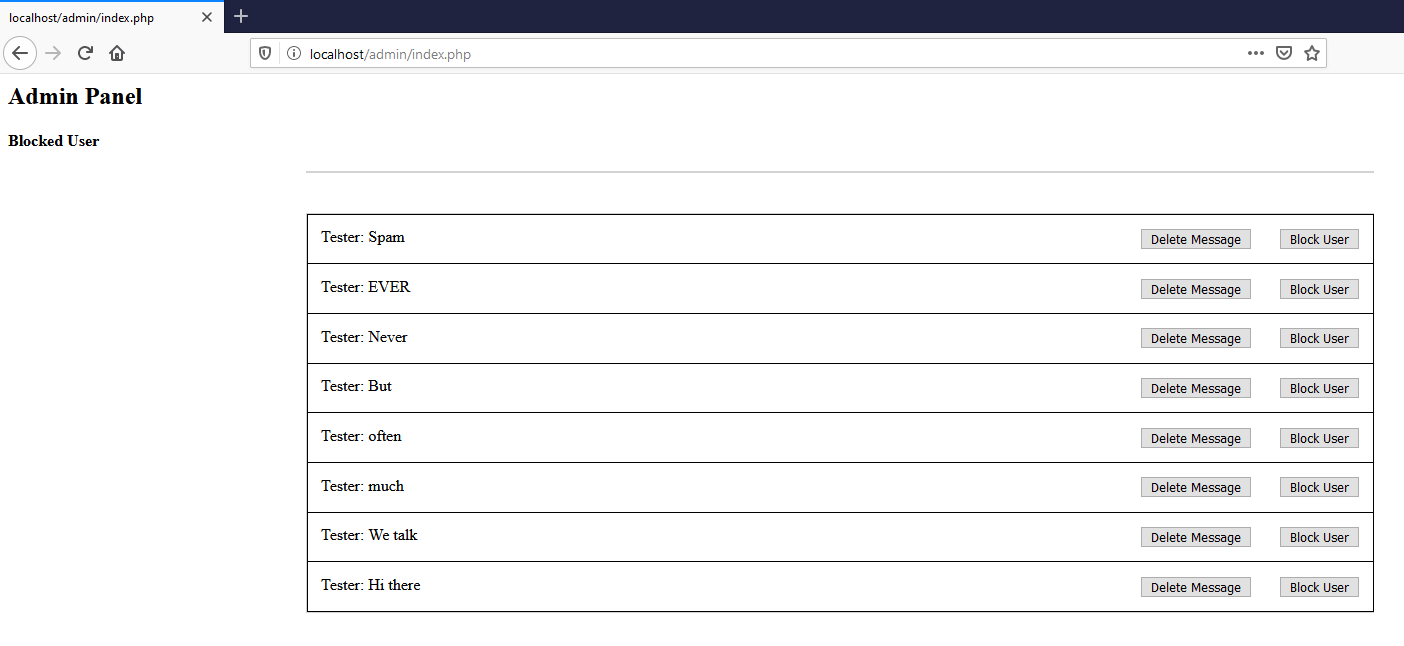 localhost/admin/index.php
localhost/admin/index.php
Admin Panel
Blocked User
Tester: Spam Delete Message Block User
Tester: EVER Delete Message Block User
Tester: Never Delete Message Block User
Tester: But Delete Message Block User
Tester: often Delete Message Block User
Tester: much Delete Message Block User
Tester: We talk Delete Message Block User
Tester: Hi there Delete Message Block User